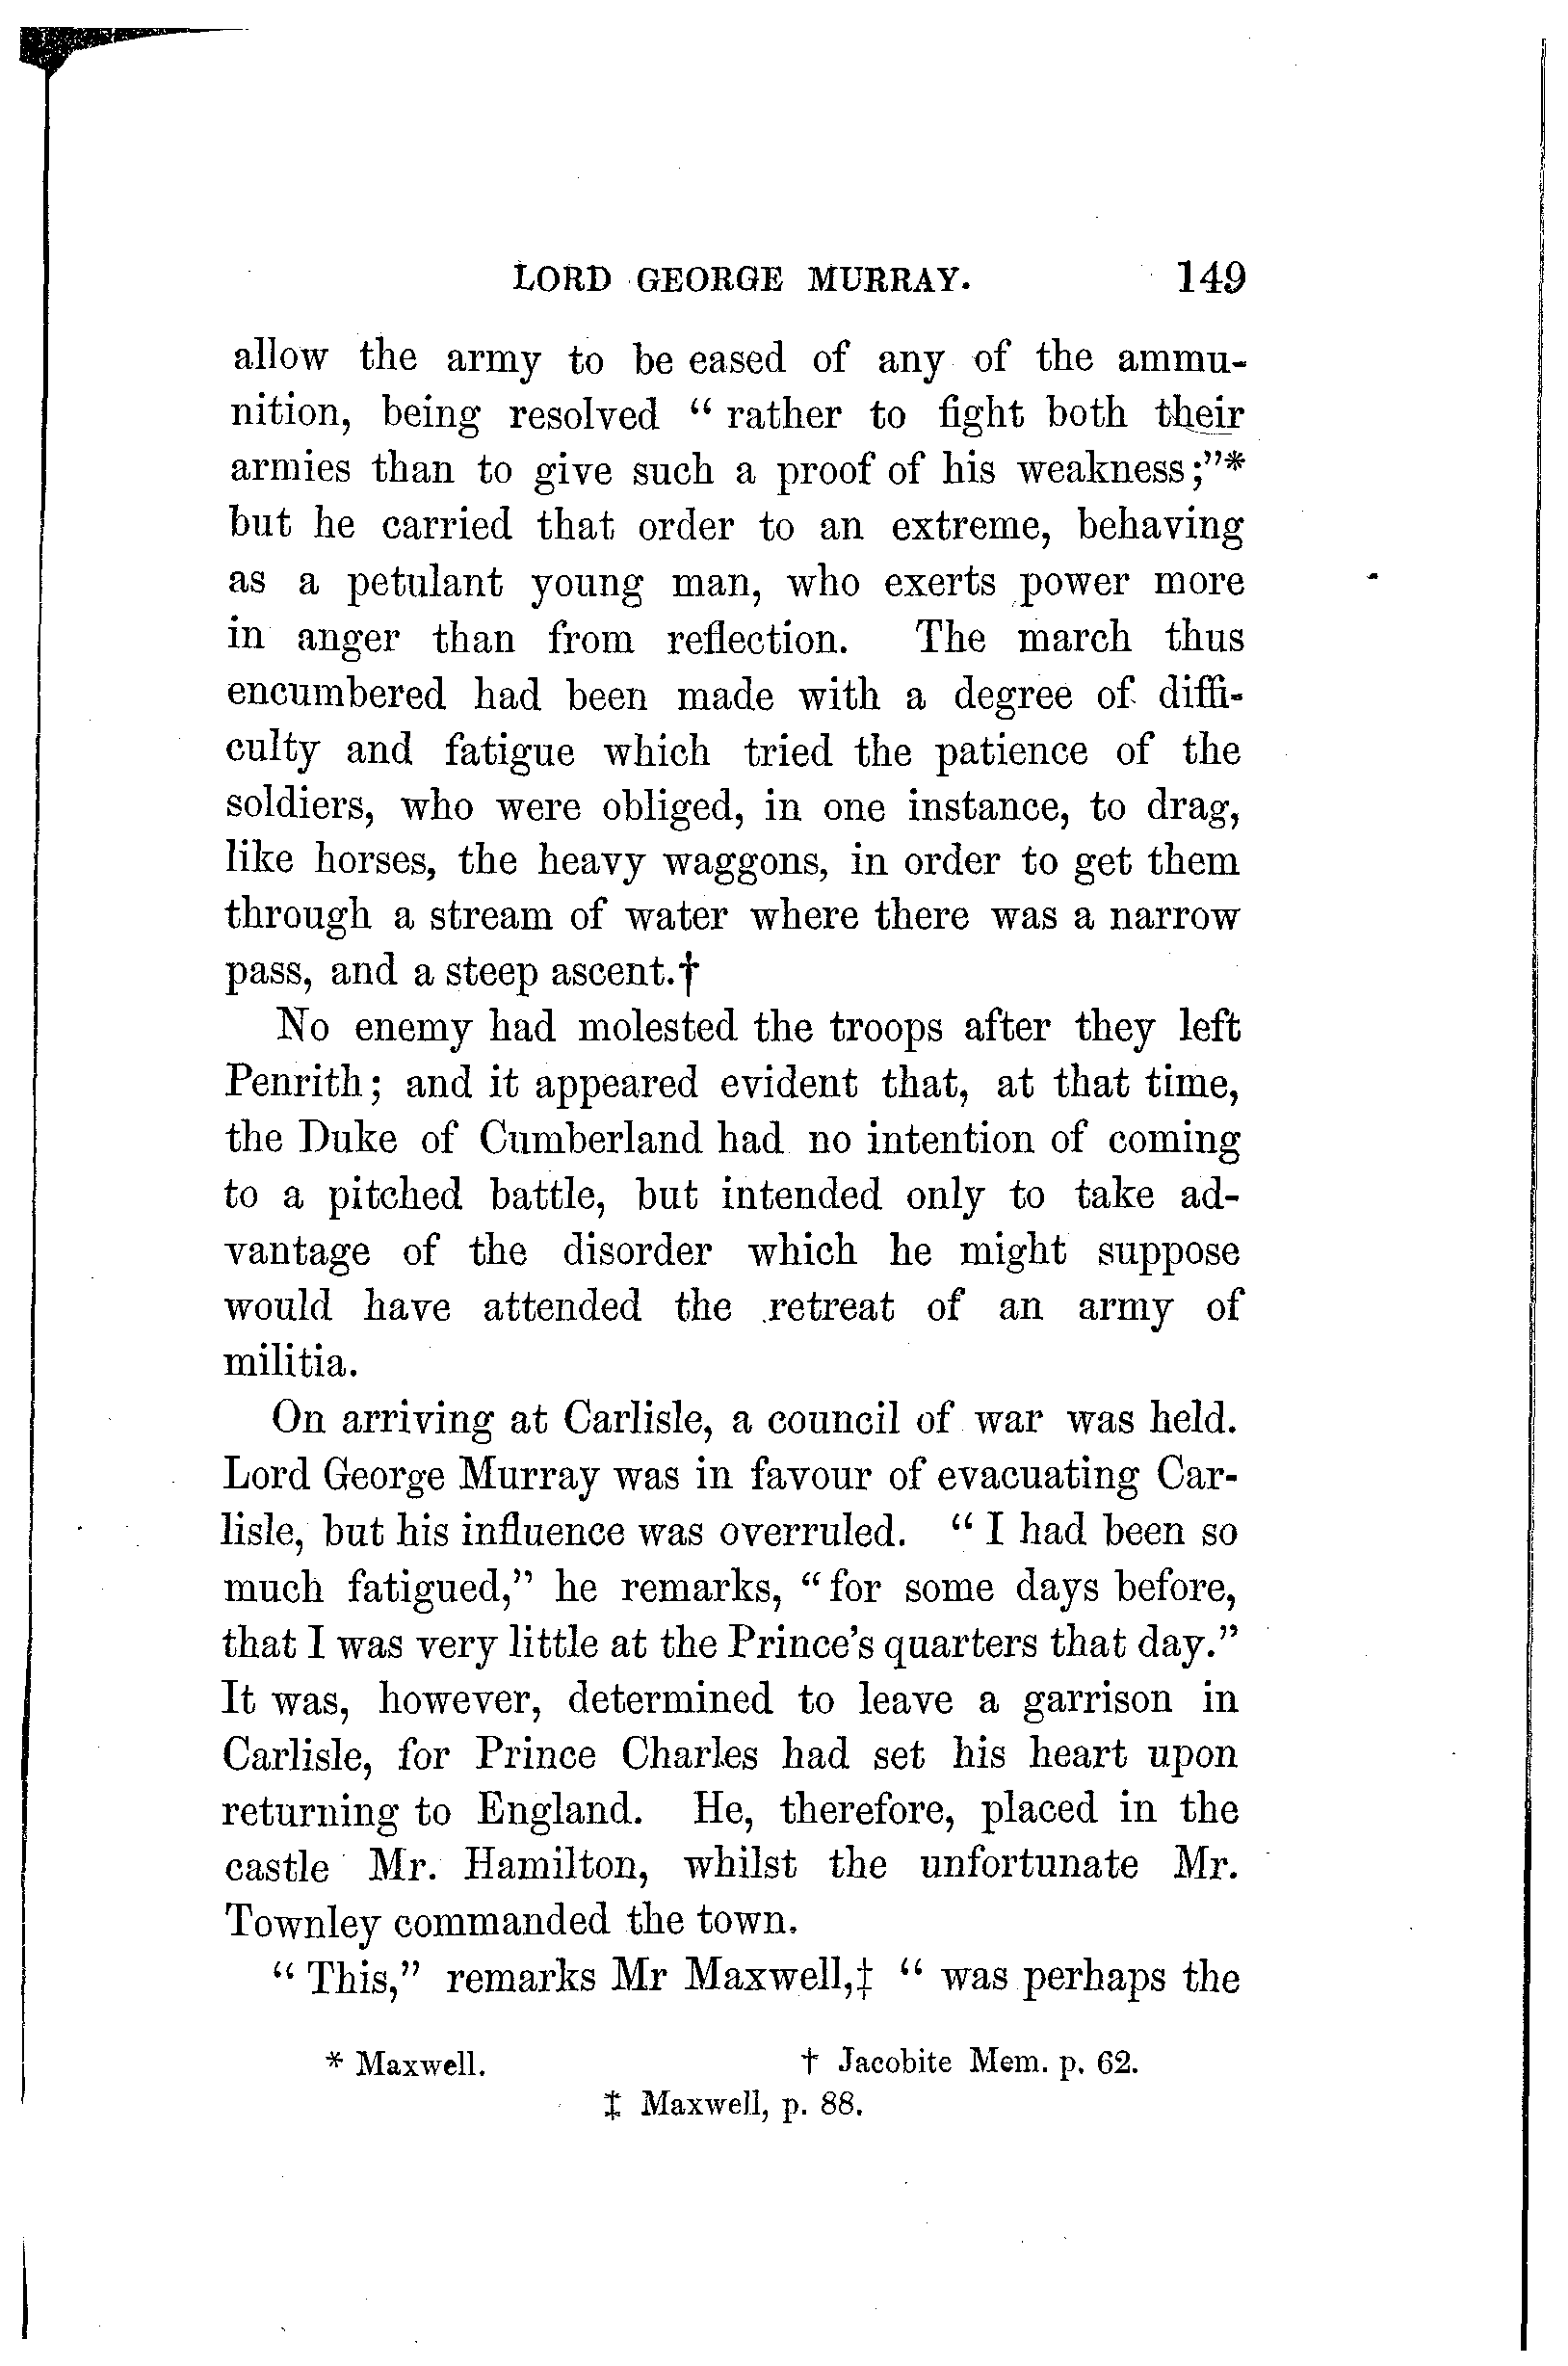 LORD GEORGE MURRAY. 149
allow the army to be eased of any of the ammu-
nition, being resolved “ rather to fight both their
armies than to give such a proof of his weakness ;”*
but he carried that order to an extreme, behaving
as a petulant young man, who exerts power more
in anger than from reflection. The march thus
encumbered had been made with a degree of diffi-
culty and fatigue which tried the patience of the
soldiers, who were obliged, in one instance, to drag,
like horses, the heavy waggons, in order to get them
through a stream of water where there was a narrow
pass, and a steep ascent.†
No enemy had molested the troops after they left
Penrith ; and it appeared evident that, at that time,
the Duke of Cumberland had no intention of coming
to a pitched battle, but intended only to take ad-
vantage of the disorder which he might suppose
would have attended the retreat of an army of
militia.
On arriving at Carlisle, a council of war was held.
Lord George Murray was in favour of evacuating Car-
lisle, but his influence was overruled. “ I had been so
much fatigued,” he remarks, “ for some days before,
that I was very little at the Prince’s quarters that day.”
It was, however, determined to leave a garrison in
Carlisle, for Prince Charles had set his heart upon
returning to England. He, therefore, placed in the
castle Mr. Hamilton, whilst the unfortunate Mr.
Townley commanded the town.
“ This,” remarks Mr Maxwell,‡ “ was perhaps the
* Maxwell. † Jacobite Mem. p. 62.
‡ Maxwell, p. 88.